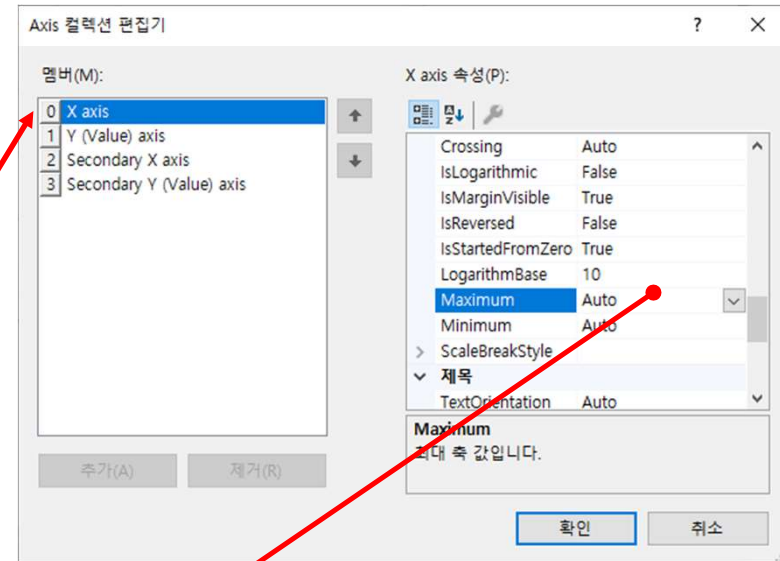 Axis 컬렉션 편집기 ? ×
멤버(M):
0 X axis
1 Y (Value) axis
2 Secondary X axis
3 Secondary Y (Value) axis
추가(A) 제거(R)
X axis 속성(P):
Crossing Auto
IsLogarithmic False
IsMarginVisible True
IsReversed False
IsStartedFromZero True
LogarithmBase 10
Maximum Auto
Minimum Auto
ScaleBreakStyle
제목
TextOrientation Auto
Maximum
최대 축 값입니다.
확인 취소